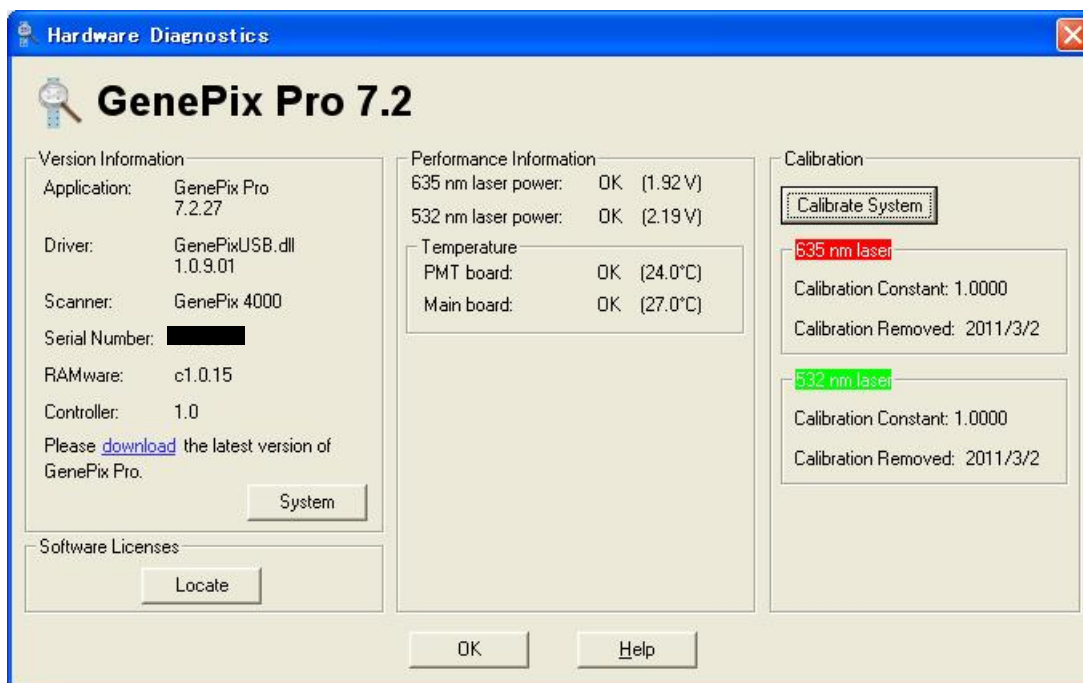 Hardware Diagnostics
GenePix Pro 7.2
Version Information
Application: GenePix Pro
7.2.27
Driver: GenePixUSB.dll
1.0.9.01
Scanner: GenePix 4000
Serial Number:
RAMware: c1.0.15
Controller: 1.0
Please download the latest version of
GenePix Pro.
System
Software Licenses
Locate
Performance Information
635 nm laser power: OK (1.92 V)
532 nm laser power: OK (2.19 V)
Temperature
PMT board: OK (24.0°C)
Main board: OK (27.0°C)
Calibration
Calibrate System
635 nm laser
Calibration Constant: 1.0000
Calibration Removed: 2011/3/2
532 nm laser
Calibration Constant: 1.0000
Calibration Removed: 2011/3/2
OK
Help